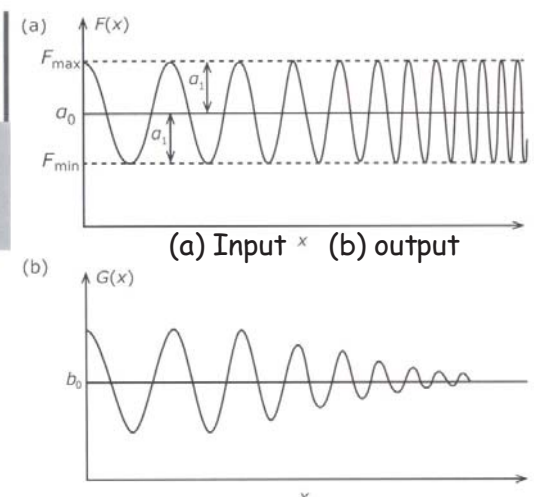 (a) F(x)
Fmax
a₁
a₀
a₁
Fmin
(a) Input x (b) output
(b) G(x)
b₀
x